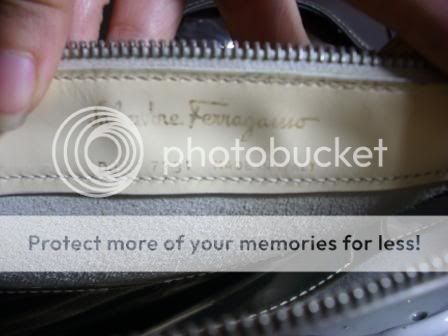 Salvatore Ferragamo
photobucket
Protect more of your memories for less!